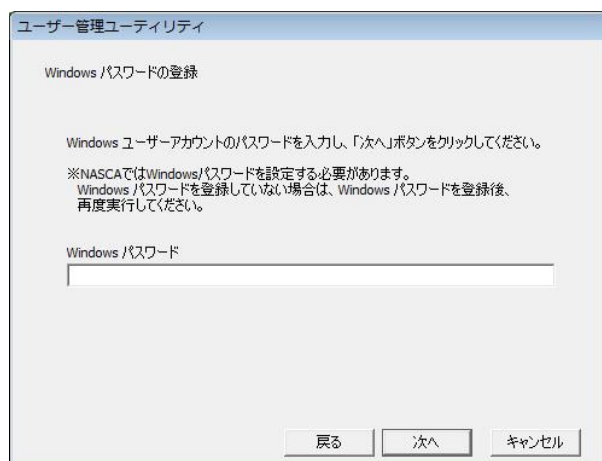 ユーザー管理ユーティリティ
Windows パスワードの登録
Windows ユーザーアカウントのパスワードを入力し、「次へ」ボタンをクリックしてください。
※NASCAではWindowsパスワードを設定する必要があります。
Windows パスワードを登録していない場合は、Windows パスワードを登録後、
再度実行してください。
Windows パスワード
戻る 次へ キャンセル